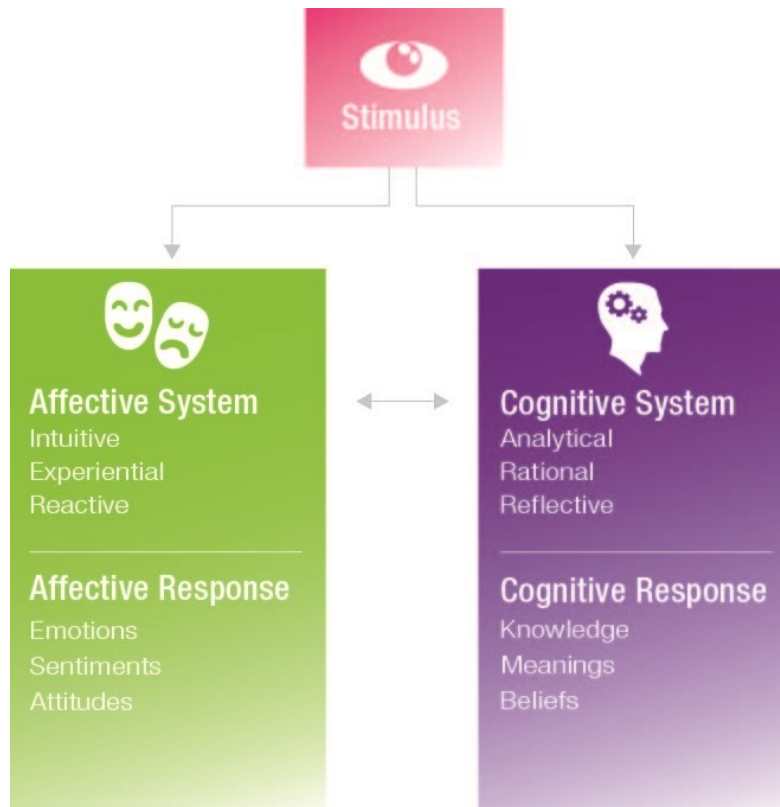 Stimulus
Affective System
Intuitive
Experiential
Reactive
Affective Response
Emotions
Sentiments
Attitudes
Cognitive System
Analytical
Rational
Reflective
Cognitive Response
Knowledge
Meanings
Beliefs